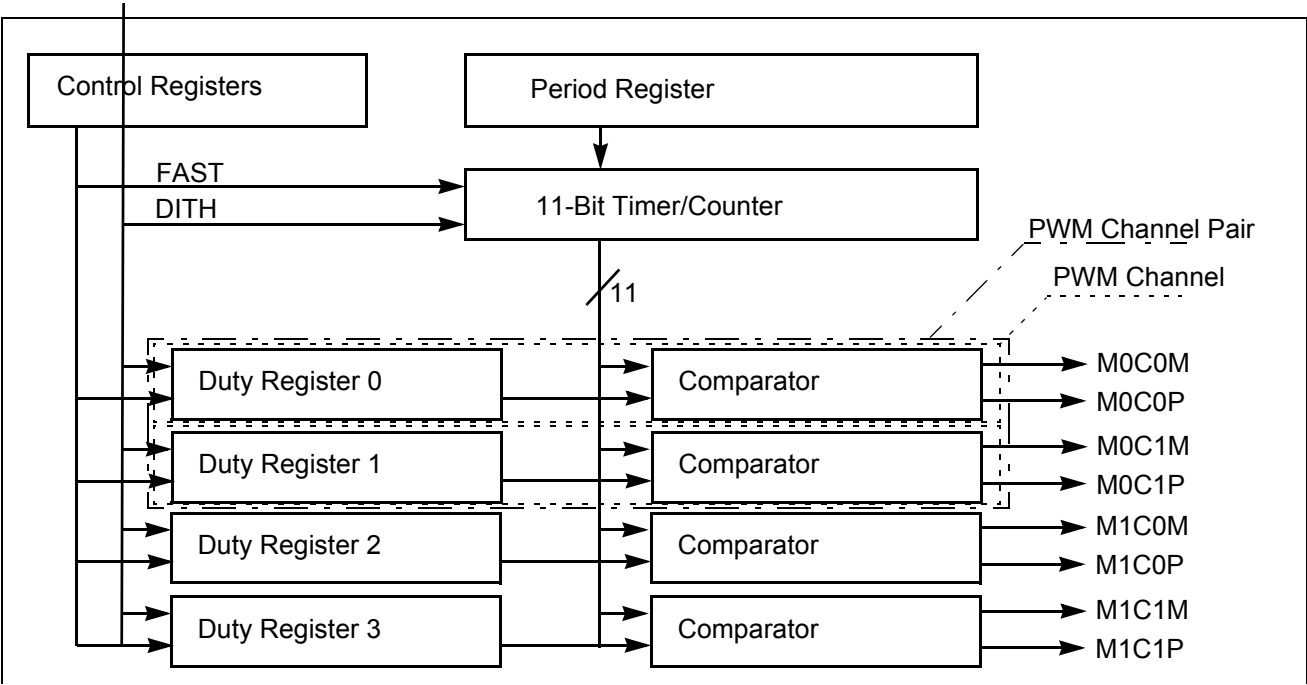 Control Registers
Period Register
FAST
DITH
11-Bit Timer/Counter
PWM Channel Pair
PWM Channel
11
Duty Register 0
Comparator
M0C0M
M0C0P
Duty Register 1
Comparator
M0C1M
M0C1P
Duty Register 2
Comparator
M1C0M
M1C0P
Duty Register 3
Comparator
M1C1M
M1C1P